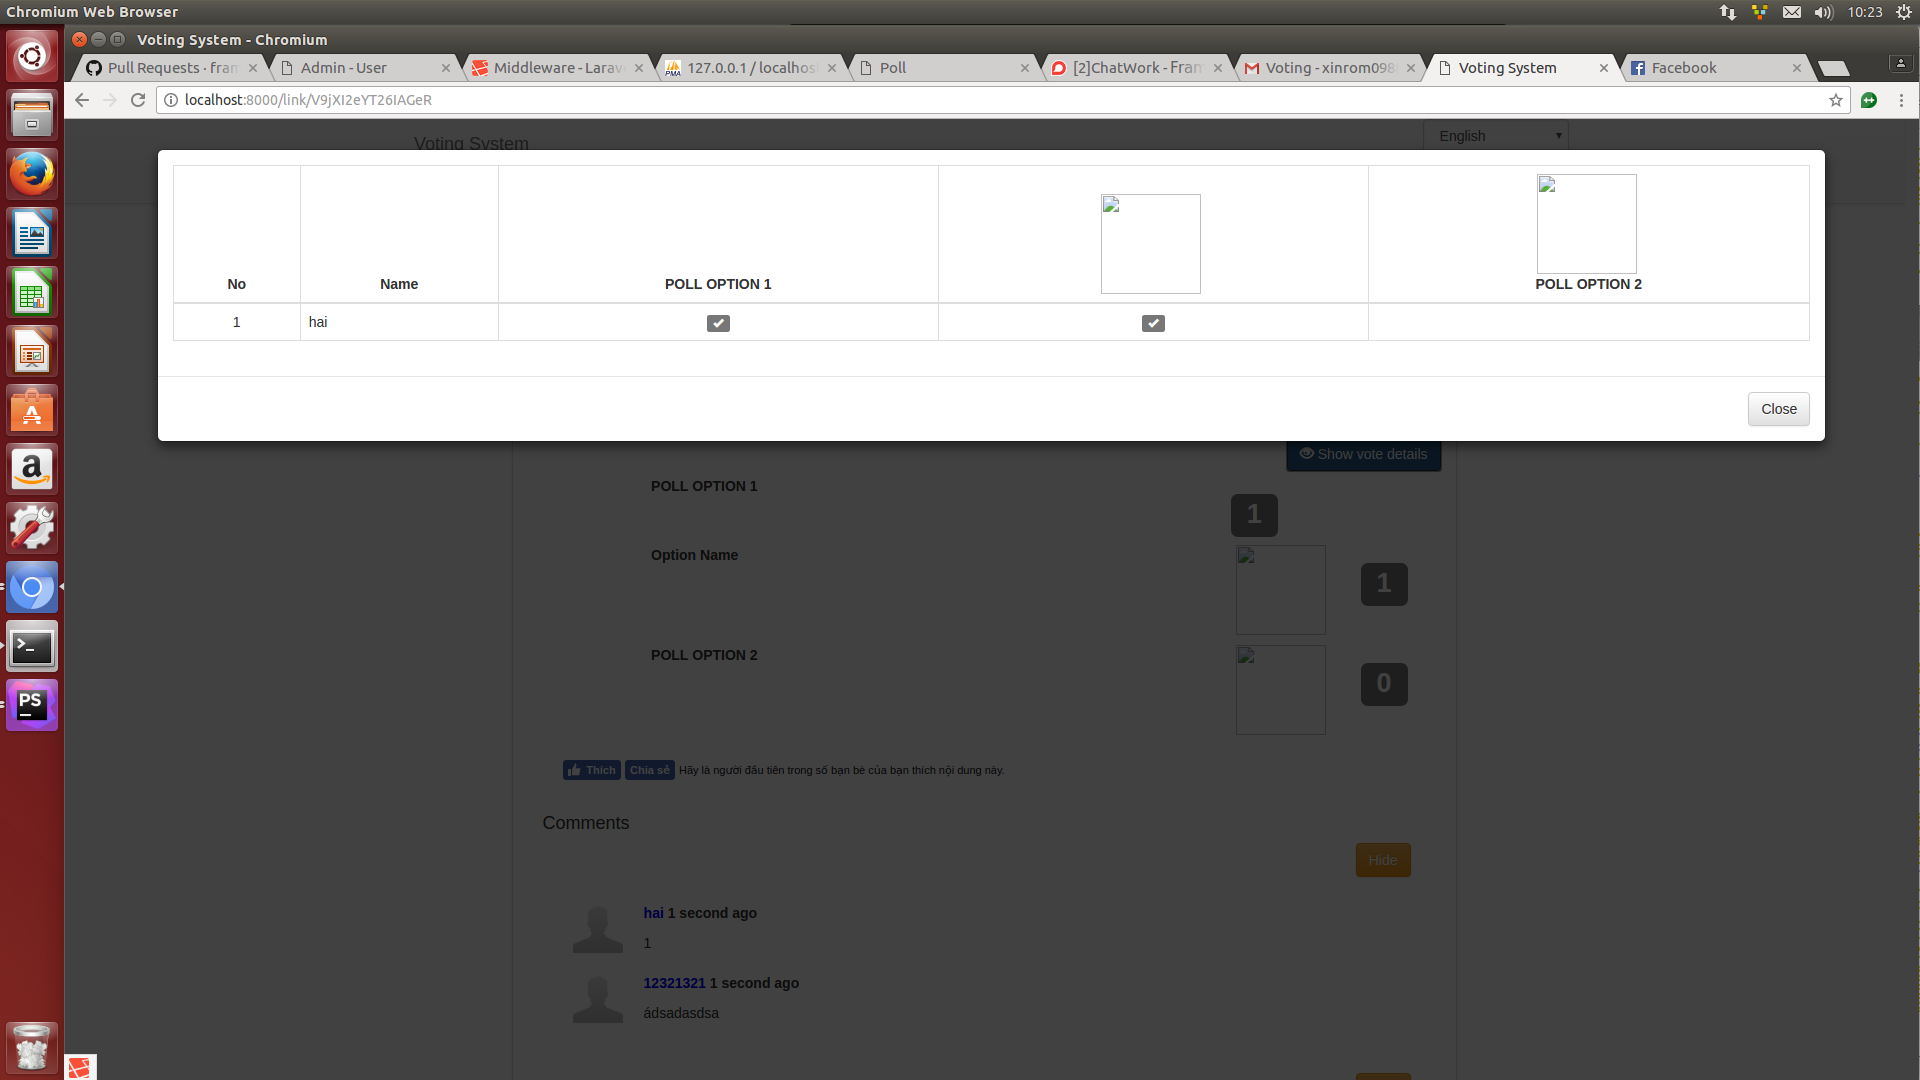 Chromium Web Browser
10:23
Voting System - Chromium
Pull Requests · fram
Admin - User
Middleware - Larav
127.0.0.1 / localhost
Poll
[2]ChatWork - Fram
Voting - xinrom098
Voting System
Facebook
localhost:8000/link/V9jXI2eYT26IAGeR
Voting System
English
No
Name
POLL OPTION 1
POLL OPTION 2
1
hai
Close
Show vote details
POLL OPTION 1
1
Option Name
1
POLL OPTION 2
0
Thích
Chia sẻ
Hãy là người đầu tiên trong số bạn bè của bạn thích nội dung này.
Comments
Hide
hai 1 second ago
1
12321321 1 second ago
ádsadasdsa